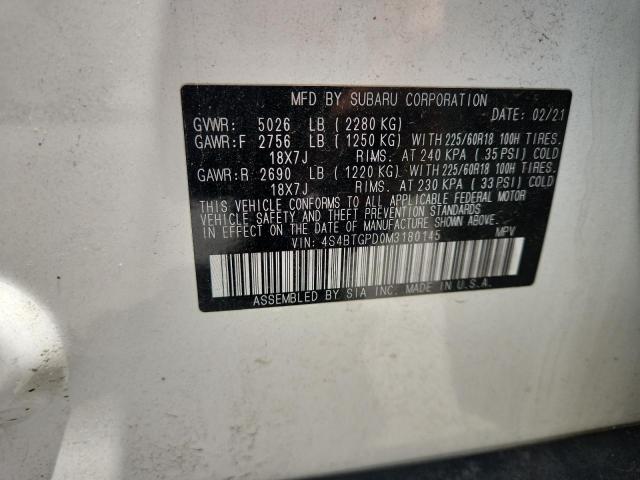 MFD BY SUBARU CORPORATION
DATE: 02/21
GVWR: 5026 LB (2280 KG)
GAWR:F 2756 LB (1250 KG) WITH 225/60R18 100H TIRES.
18X7J RIMS. AT 240 KPA (35 PSI) COLD
GAWR:R 2690 LB (1220 KG) WITH 225/60R18 100H TIRES.
18X7J RIMS. AT 230 KPA (33 PSI) COLD
THIS VEHICLE CONFORMS TO ALL APPLICABLE FEDERAL MOTOR
VEHICLE SAFETY AND THEFT PREVENTION STANDARDS
IN EFFECT ON THE DATE OF MANUFACTURE SHOWN ABOVE.
VIN: 4S4BTGPD0M3180145 MPV
ASSEMBLED BY SIA INC. MADE IN U.S.A.